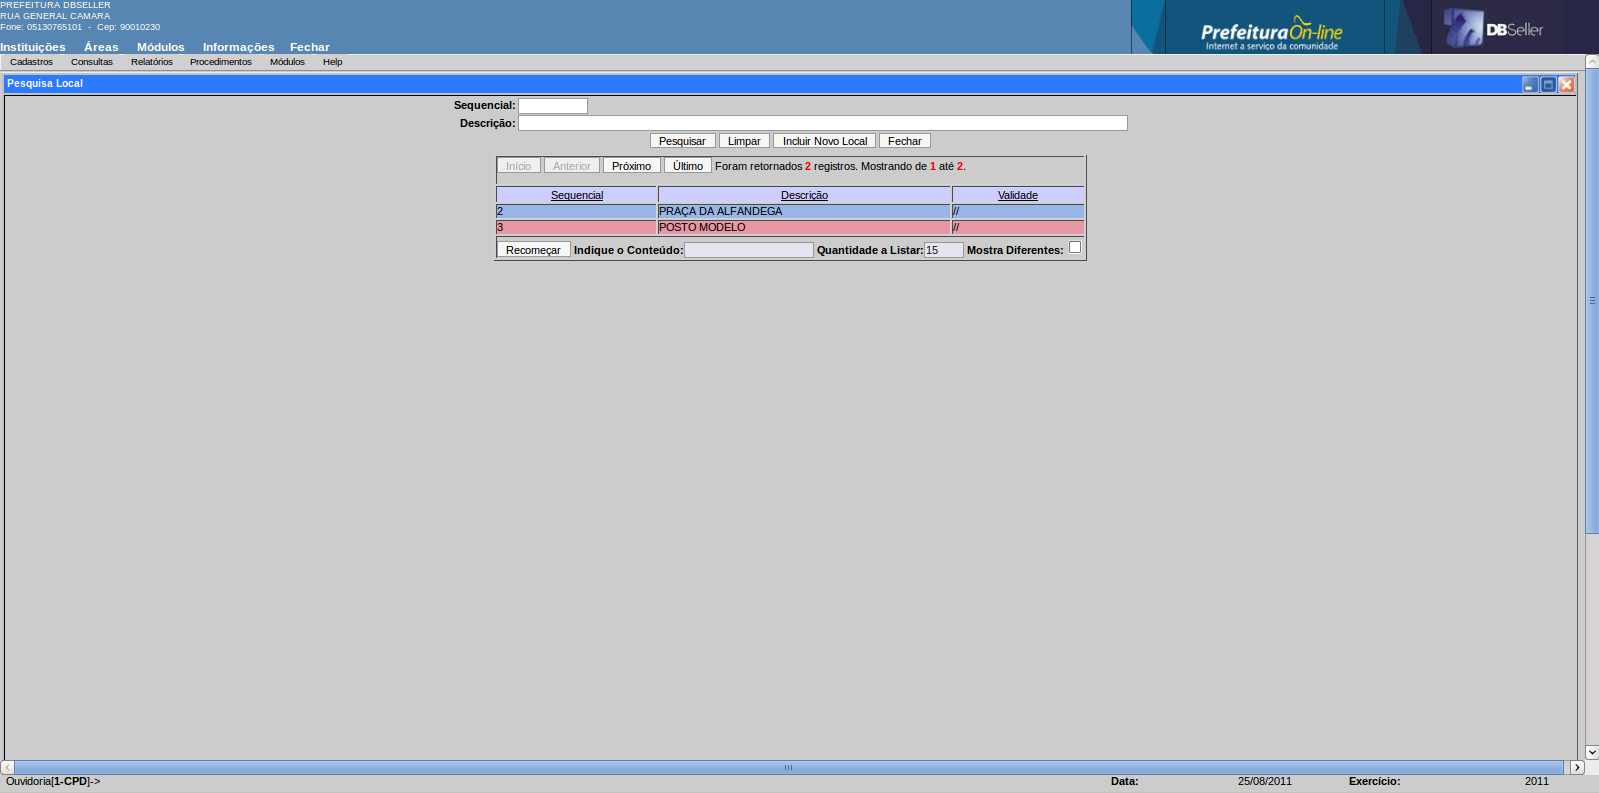 PREFEITURA DBSELLER
RUA GENERAL CAMARA
Fone: 05130765101 - Cep: 90010230
Instituições Áreas Módulos Informações Fechar
PrefeituraOn-line
Internet a serviço da comunidade
DBSeller
Cadastros Consultas Relatórios Procedimentos Módulos Help
Pesquisa Local
Sequencial:
Descrição:
Pesquisar Limpar Incluir Novo Local Fechar
Início Anterior Próximo Último Foram retornados 2 registros. Mostrando de 1 até 2.
Sequencial Descrição Validade
2 PRAÇA DA ALFANDEGA //
3 POSTO MODELO //
Recomeçar Indique o Conteúdo: Quantidade a Listar: 15 Mostra Diferentes:
Ouvidoria[1-CPD]-> Data: 25/08/2011 Exercício: 2011